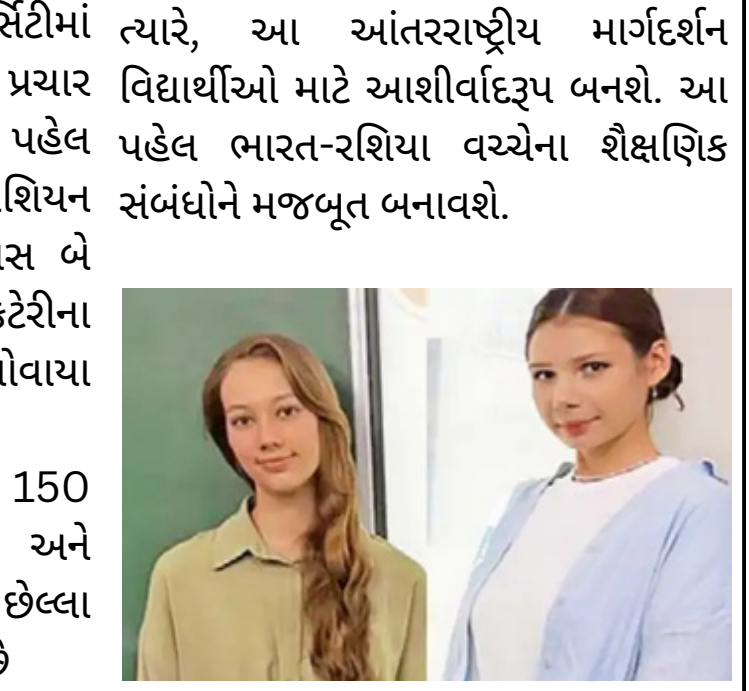 પ્રચાર
પહેલ
બે
150
અને
છેલ્લા
ત્યારે, આ આંતરરાષ્ટ્રીય માર્ગદર્શન
વિદ્યાર્થીઓ માટે આશીર્વાદરૂપ બનશે. આ
પહેલ ભારત-રશિયા વચ્ચેના શૈક્ષણિક
સંબંધોને મજબૂત બનાવશે.